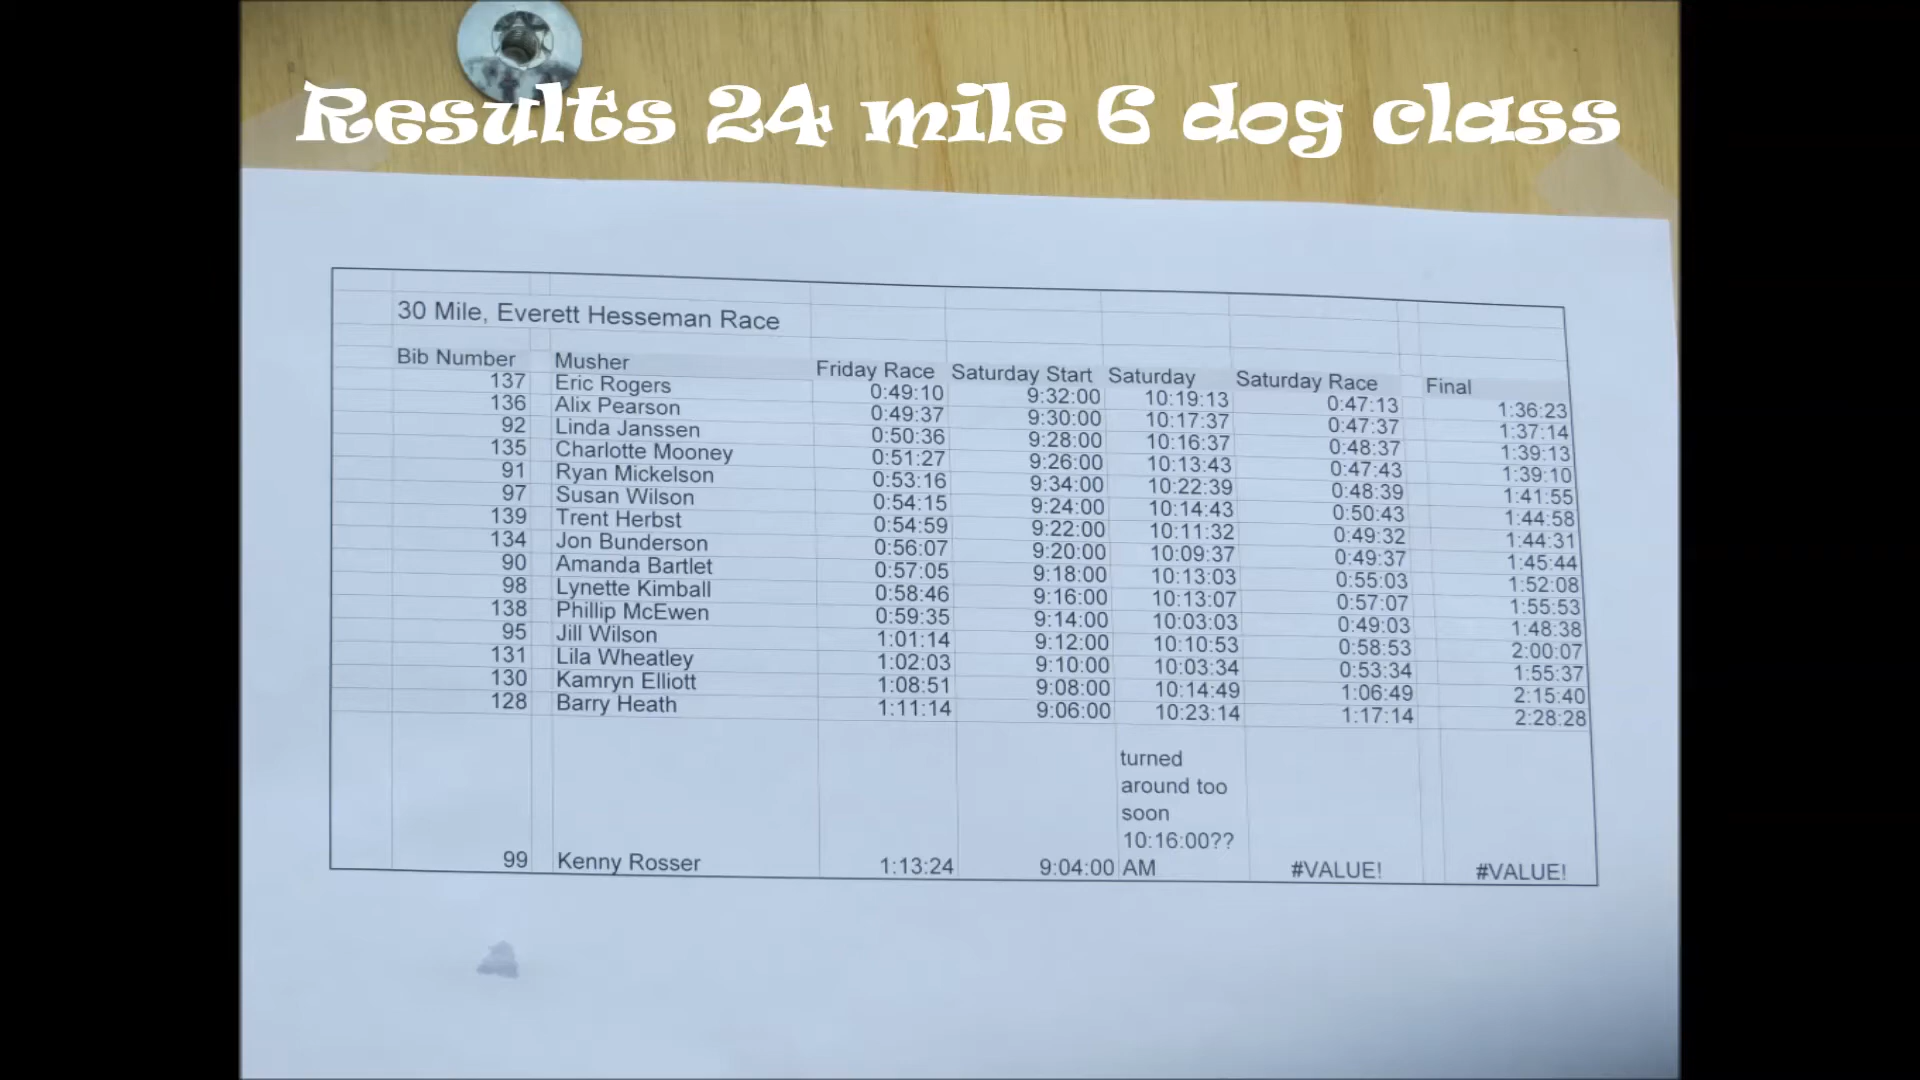 Results 24 mile 6 dog class
30 Mile, Everett Hesseman Race
Bib Number Musher Friday Race Saturday Start Saturday Saturday Race Final
137 Eric Rogers 0:49:10 9:32:00 10:19:13 0:47:13 1:36:23
136 Alix Pearson 0:49:37 9:30:00 10:17:37 0:47:37 1:37:14
92 Linda Janssen 0:50:36 9:28:00 10:16:37 0:48:37 1:39:13
135 Charlotte Mooney 0:51:27 9:26:00 10:13:43 0:47:43 1:39:10
91 Ryan Mickelson 0:53:16 9:34:00 10:22:39 0:48:39 1:41:55
97 Susan Wilson 0:54:15 9:24:00 10:14:43 0:50:43 1:44:58
139 Trent Herbst 0:54:59 9:22:00 10:11:32 0:49:32 1:44:31
134 Jon Bunderson 0:56:07 9:20:00 10:09:37 0:49:37 1:45:44
90 Amanda Bartlet 0:57:05 9:18:00 10:13:03 0:55:03 1:52:08
98 Lynette Kimball 0:58:46 9:16:00 10:13:07 0:57:07 1:55:53
138 Phillip McEwen 0:59:35 9:14:00 10:03:03 0:49:03 1:48:38
95 Jill Wilson 1:01:14 9:12:00 10:10:53 0:58:53 2:00:07
131 Lila Wheatley 1:02:03 9:10:00 10:03:34 0:53:34 1:55:37
130 Kamryn Elliott 1:08:51 9:08:00 10:14:49 1:06:49 2:15:40
128 Barry Heath 1:11:14 9:06:00 10:23:14 1:17:14 2:28:28
turned
around too
soon
10:16:00??
99 Kenny Rosser 1:13:24 9:04:00 AM #VALUE! #VALUE!